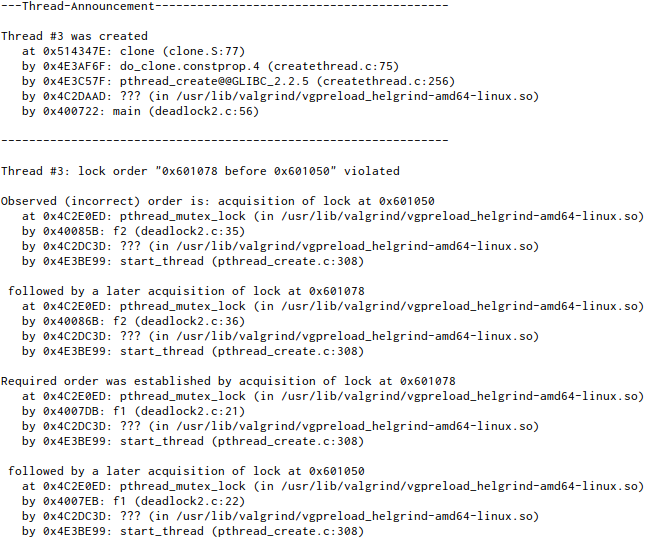 ---Thread-Announcement------------------------------------------
Thread #3 was created
at 0x514347E: clone (clone.S:77)
by 0x4E3AF6F: do_clone.constprop.4 (createthread.c:75)
by 0x4E3C57F: pthread_create@@GLIBC_2.2.5 (createthread.c:256)
by 0x4C2DAAD: ??? (in /usr/lib/valgrind/vgpreload_helgrind-amd64-linux.so)
by 0x400722: main (deadlock2.c:56)
----------------------------------------------------------------
Thread #3: lock order "0x601078 before 0x601050" violated
Observed (incorrect) order is: acquisition of lock at 0x601050
at 0x4C2E0ED: pthread_mutex_lock (in /usr/lib/valgrind/vgpreload_helgrind-amd64-linux.so)
by 0x40085B: f2 (deadlock2.c:35)
by 0x4C2DC3D: ??? (in /usr/lib/valgrind/vgpreload_helgrind-amd64-linux.so)
by 0x4E3BE99: start_thread (pthread_create.c:308)
followed by a later acquisition of lock at 0x601078
at 0x4C2E0ED: pthread_mutex_lock (in /usr/lib/valgrind/vgpreload_helgrind-amd64-linux.so)
by 0x40086B: f2 (deadlock2.c:36)
by 0x4C2DC3D: ??? (in /usr/lib/valgrind/vgpreload_helgrind-amd64-linux.so)
by 0x4E3BE99: start_thread (pthread_create.c:308)
Required order was established by acquisition of lock at 0x601078
at 0x4C2E0ED: pthread_mutex_lock (in /usr/lib/valgrind/vgpreload_helgrind-amd64-linux.so)
by 0x4007DB: f1 (deadlock2.c:21)
by 0x4C2DC3D: ??? (in /usr/lib/valgrind/vgpreload_helgrind-amd64-linux.so)
by 0x4E3BE99: start_thread (pthread_create.c:308)
followed by a later acquisition of lock at 0x601050
at 0x4C2E0ED: pthread_mutex_lock (in /usr/lib/valgrind/vgpreload_helgrind-amd64-linux.so)
by 0x4007EB: f1 (deadlock2.c:22)
by 0x4C2DC3D: ??? (in /usr/lib/valgrind/vgpreload_helgrind-amd64-linux.so)
by 0x4E3BE99: start_thread (pthread_create.c:308)